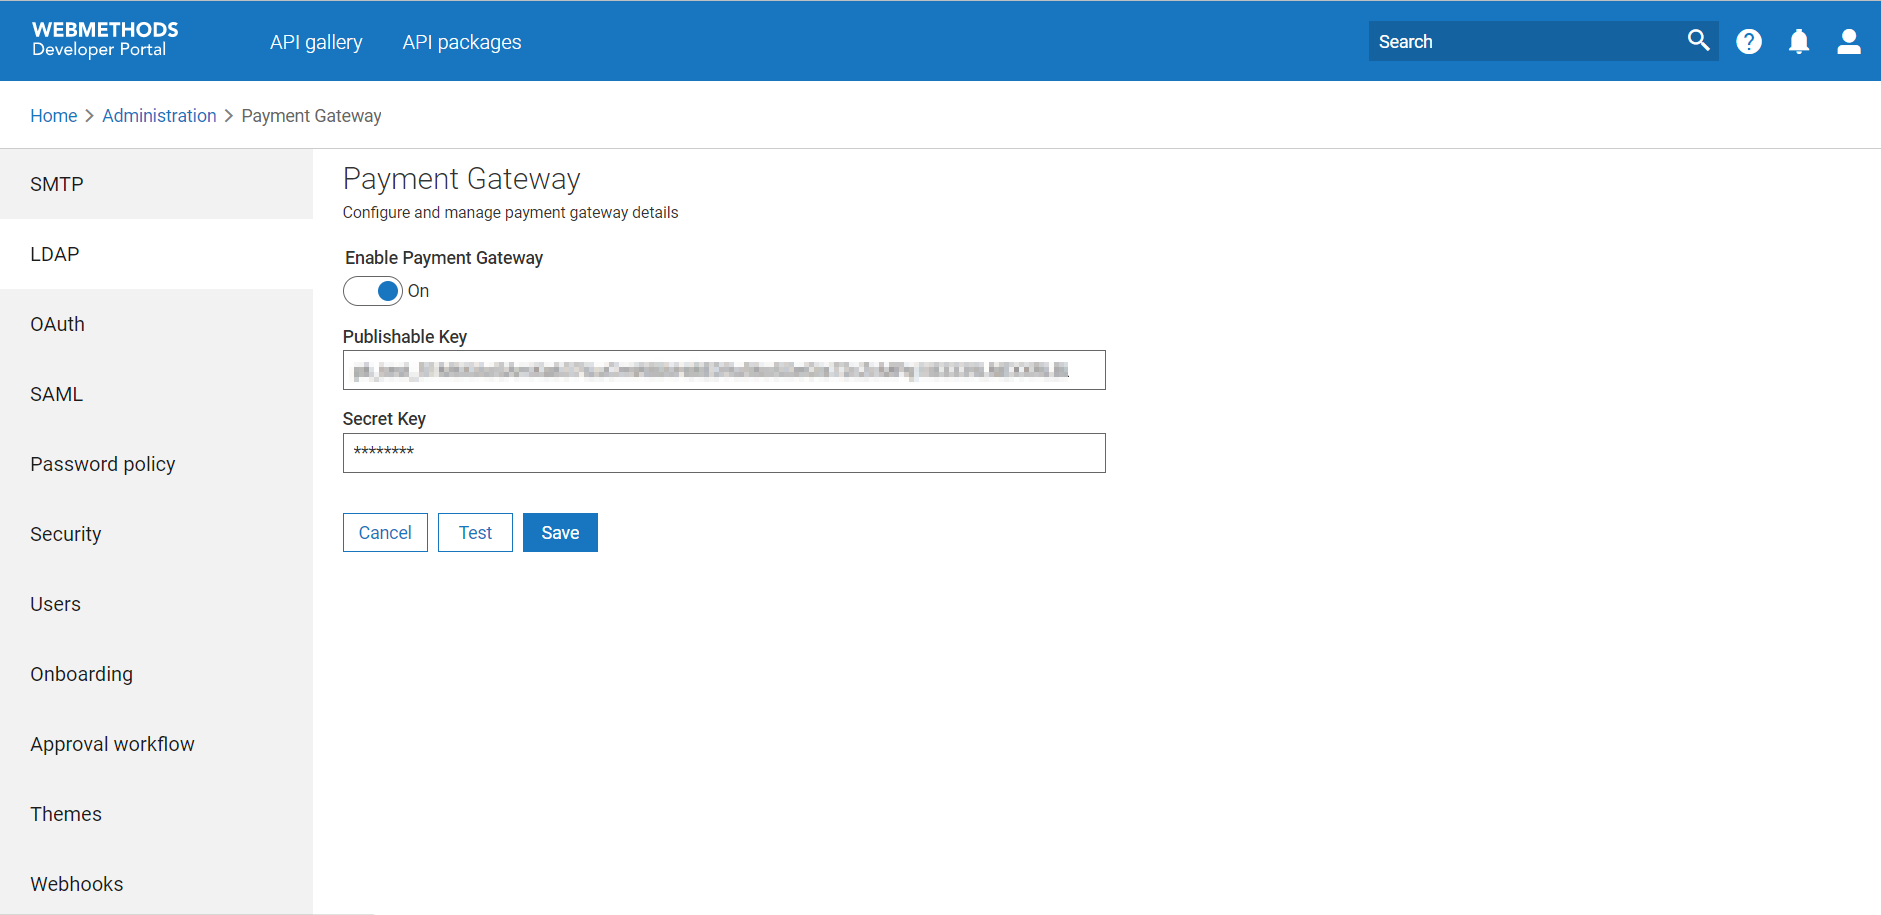 WEBMETHODS
Developer Portal
API gallery
API packages
Search
Home > Administration > Payment Gateway
SMTP
LDAP
OAuth
SAML
Password policy
Security
Users
Onboarding
Approval workflow
Themes
Webhooks
Payment Gateway
Configure and manage payment gateway details
Enable Payment Gateway
On
Publishable Key
Secret Key
********
Cancel
Test
Save